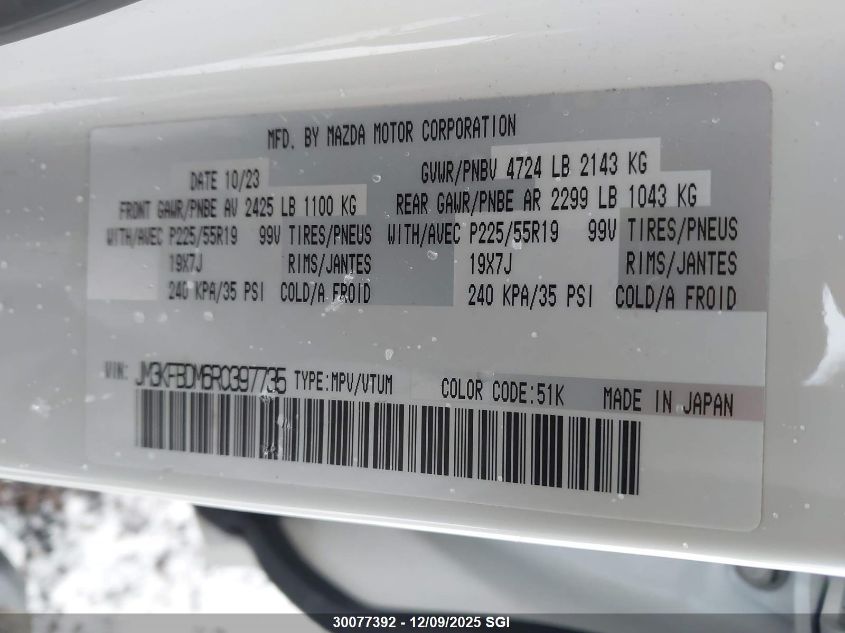 MFD. BY MAZDA MOTOR CORPORATION
DATE 10/23 GVWR/PNBV 4724 LB 2143 KG
FRONT GAWR/PNBE AV 2425 LB 1100 KG REAR GAWR/PNBE AR 2299 LB 1043 KG
WITH/AVEC P225/55R19 99V TIRES/PNEUS WITH/AVEC P225/55R19 99V TIRES/PNEUS
19X7J RIMS/JANTES 19X7J RIMS/JANTES
240 KPA/35 PSI COLD/A FROID 240 KPA/35 PSI COLD/A FROID
VIN: JM3KFBDM6R0397735 TYPE:MPV/VTUM COLOR CODE:51K MADE IN JAPAN
30077392 - 12/09/2025 SGI